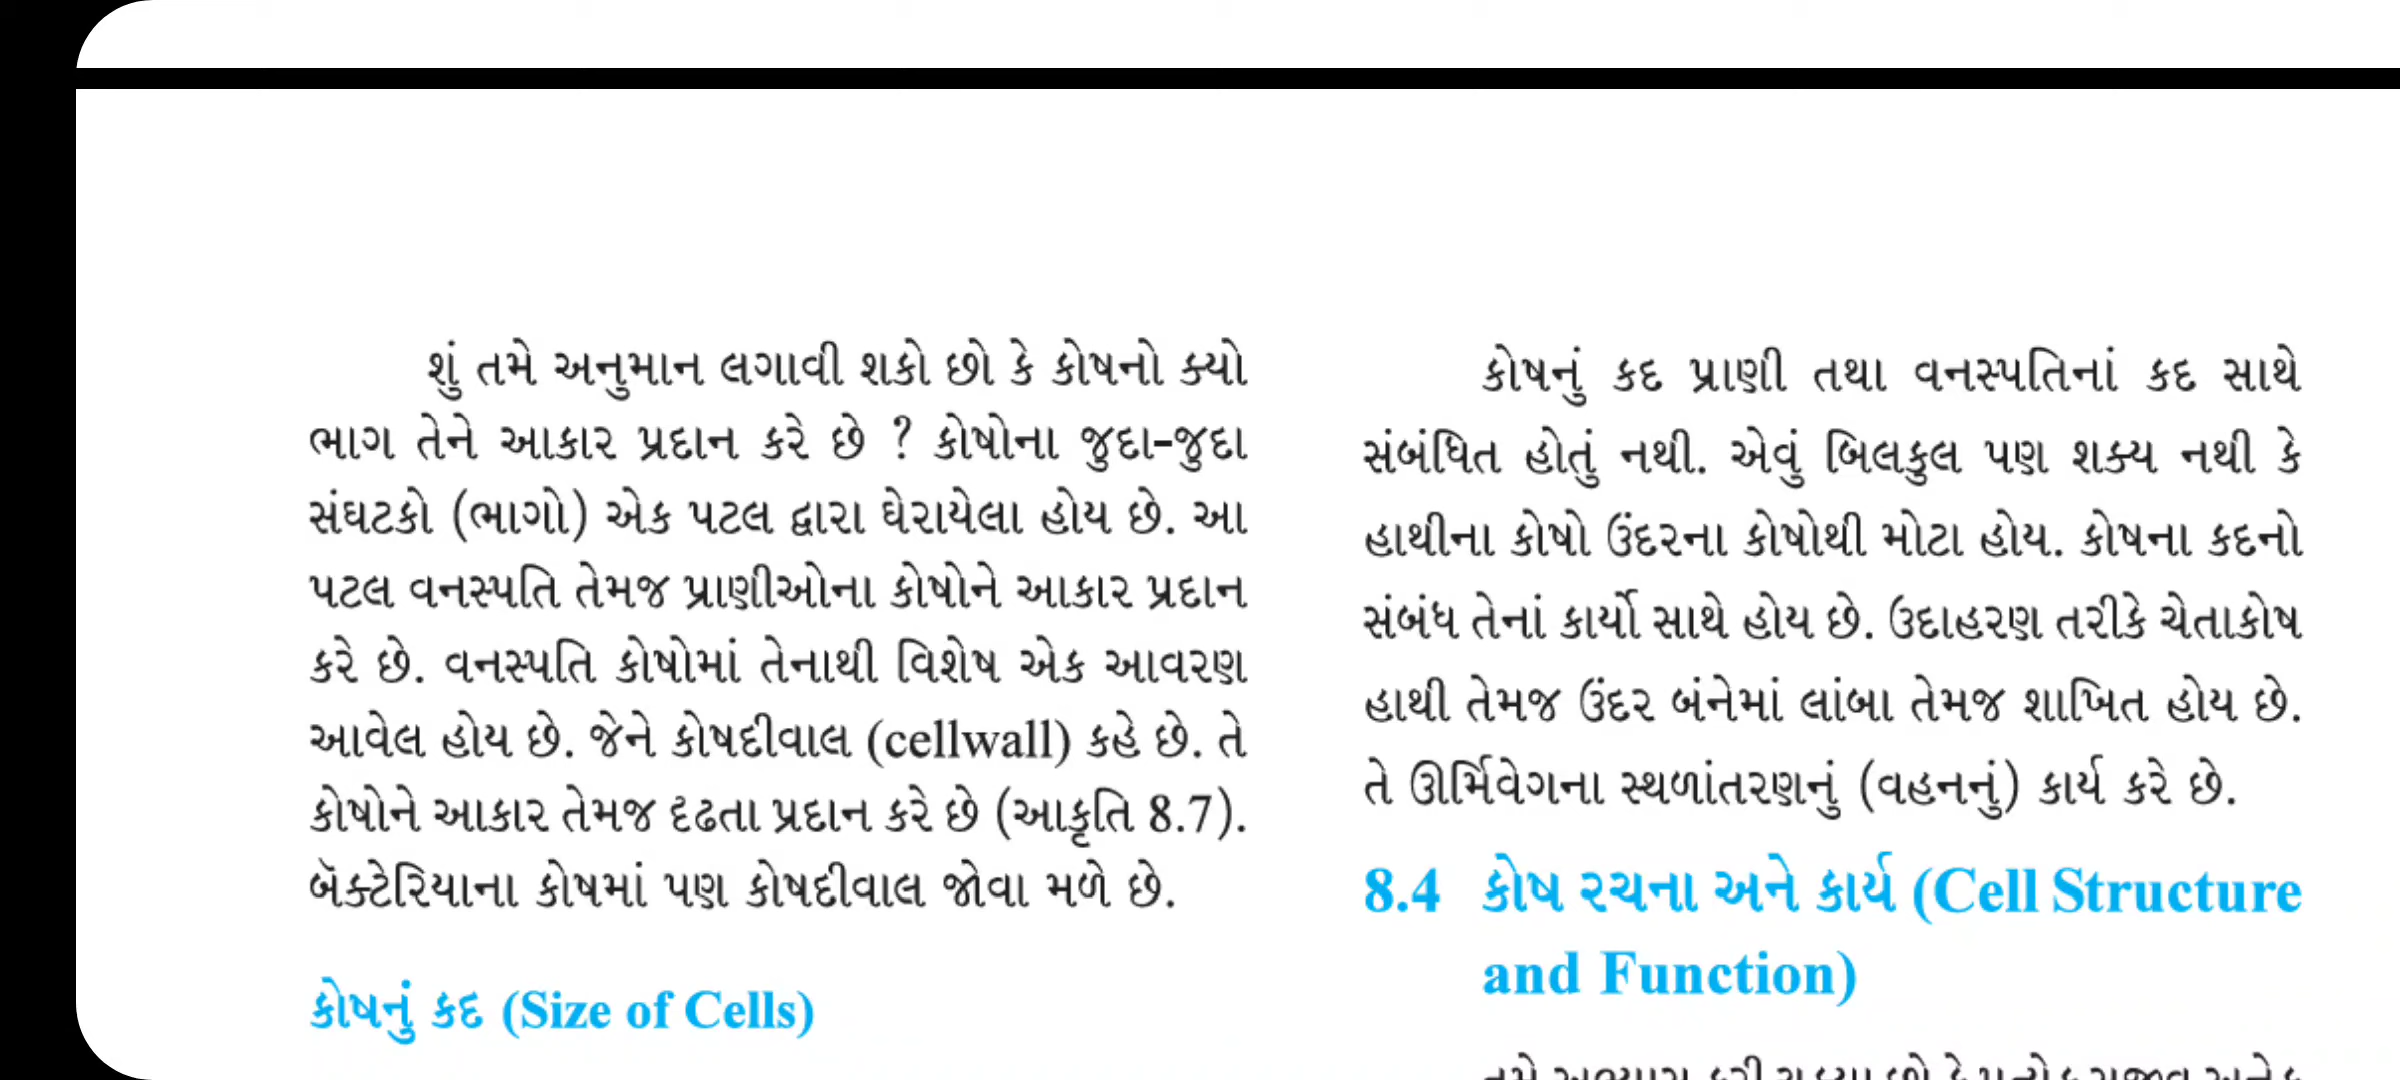 શું તમે અનુમાન લગાવી શકો છો કે કોષનો ક્યો
ભાગ તેને આકાર પ્રદાન કરે છે ? કોષોના જુદા-જુદા
સંઘટકો (ભાગો) એક પટલ દ્વારા ઘેરાયેલા હોય છે. આ
પટલ વનસ્પતિ તેમજ પ્રાણીઓના કોષોને આકાર પ્રદાન
કરે છે. વનસ્પતિ કોષોમાં તેનાથી વિશેષ એક આવરણ
આવેલ હોય છે. જેને કોષદીવાલ (cellwall) કહે છે. તે
કોષોને આકાર તેમજ દૃઢતા પ્રદાન કરે છે (આકૃતિ 8.7).
બૅક્ટેરિયાના કોષમાં પણ કોષદીવાલ જોવા મળે છે.
કોષનું કદ (Size of Cells)
કોષનું કદ પ્રાણી તથા વનસ્પતિનાં કદ સાથે
સંબંધિત હોતું નથી. એવું બિલકુલ પણ શક્ય નથી કે
હાથીના કોષો ઉંદરના કોષોથી મોટા હોય. કોષના કદનો
સંબંધ તેનાં કાર્યો સાથે હોય છે. ઉદાહરણ તરીકે ચેતાકોષ
હાથી તેમજ ઉંદર બંનેમાં લાંબા તેમજ શાખિત હોય છે.
તે ઊર્મિવેગના સ્થળાંતરણનું (વહનનું) કાર્ય કરે છે.
8.4 કોષ રચના અને કાર્ય (Cell Structure
and Function)